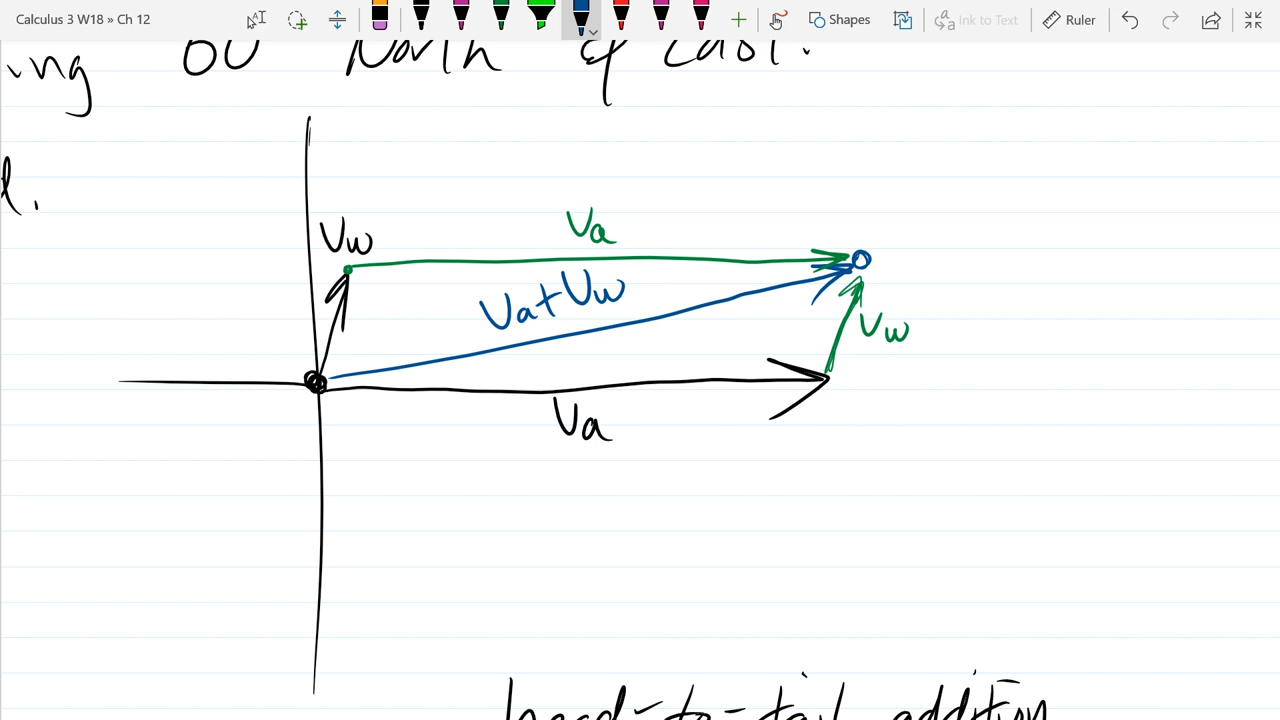 Calculus 3 W18 » Ch 12
Shapes
Ink to Text
Ruler
ing 60° North of East.
l.
Vw
Va
Va+Vw
Vw
Va
head-to-tail addition